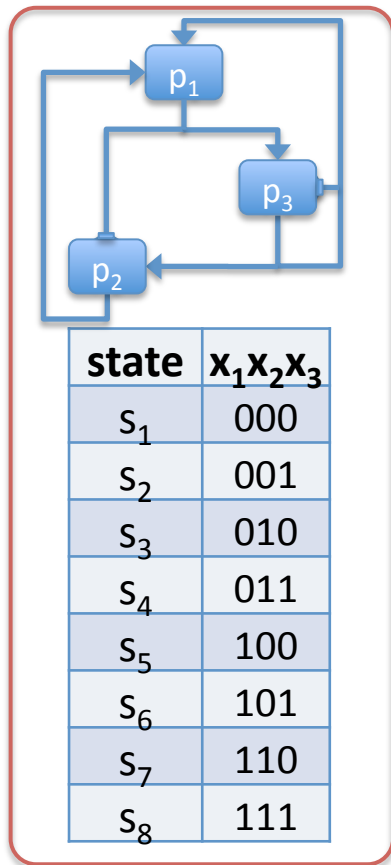 p₁
p₃
p₂
state x₁x₂x₃
s₁ 000
s₂ 001
s₃ 010
s₄ 011
s₅ 100
s₆ 101
s₇ 110
s₈ 111